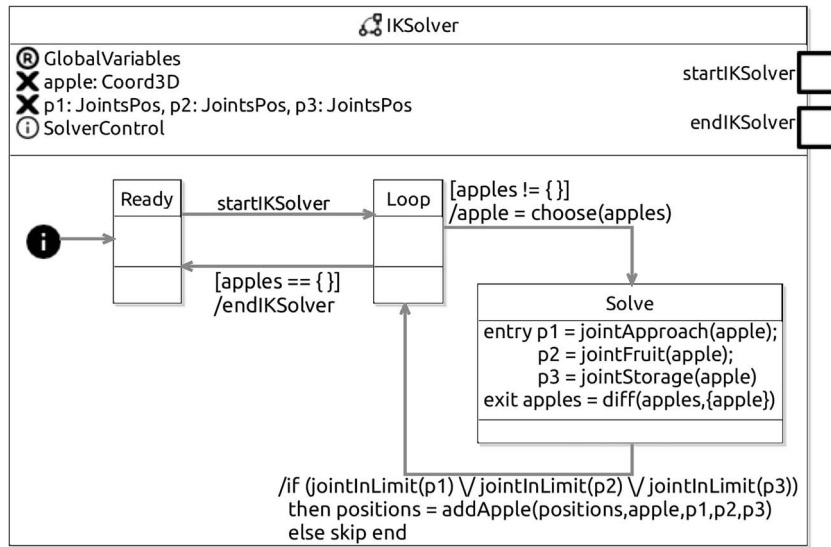 IKSolver
R GlobalVariables
apple: Coord3D
p1: JointsPos, p2: JointsPos, p3: JointsPos
i SolverControl
startIKSolver
endIKSolver
i
Ready
startIKSolver
Loop
[apples != { }]
/apple = choose(apples)
[apples == { }]
/endIKSolver
Solve
entry p1 = jointApproach(apple);
p2 = jointFruit(apple);
p3 = jointStorage(apple)
exit apples = diff(apples,{apple})
/if (jointInLimit(p1) \/ jointInLimit(p2) \/ jointInLimit(p3))
then positions = addApple(positions,apple,p1,p2,p3)
else skip end